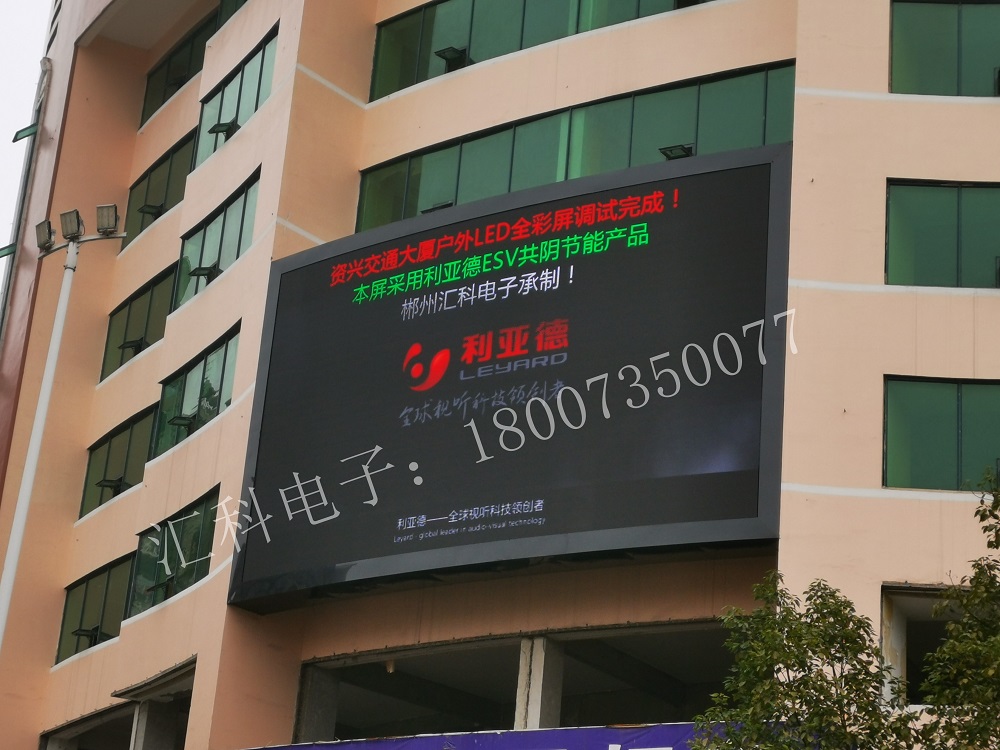 资兴交通大厦户外LED全彩屏调试完成！
本屏采用利亚德ESV共阴节能产品
郴州汇科电子承制！
利亚德
LEYARD
全球视听科技领创者
汇科电子：18007350077
利亚德——全球视听科技领创者
Leyard - global leader in audio-visual technology